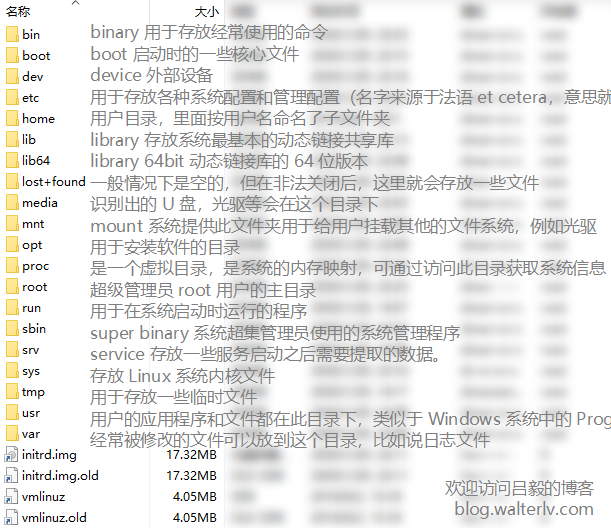 名称 大小
bin binary 用于存放经常使用的命令
boot boot 启动时的一些核心文件
dev device 外部设备
etc 用于存放各种系统配置和管理配置（名字来源于法语 et cetera，意思就
home 用户目录，里面按用户名命名了子文件夹
lib library 存放系统最基本的动态链接共享库
lib64 library 64bit 动态链接库的 64 位版本
lost+found 一般情况下是空的，但在非法关闭后，这里就会存放一些文件
media 识别出的 U 盘，光驱等会在这个目录下
mnt mount 系统提供此文件夹用于给用户挂载其他的文件系统，例如光驱
opt 用于安装软件的目录
proc 是一个虚拟目录，是系统的内存映射，可通过访问此目录获取系统信息
root 超级管理员 root 用户的主目录
run 用于在系统启动时运行的程序
sbin super binary 系统超集管理员使用的系统管理程序
srv service 存放一些服务启动之后需要提取的数据。
sys 存放 Linux 系统内核文件
tmp 用于存放一些临时文件
usr 用户的应用程序和文件都在此目录下，类似于 Windows 系统中的 Prog
var 经常被修改的文件可以放到这个目录，比如说日志文件
initrd.img 17.32MB
initrd.img.old 17.32MB
vmlinuz 4.05MB
vmlinuz.old 4.05MB
欢迎访问吕毅的博客
blog.walterlv.com